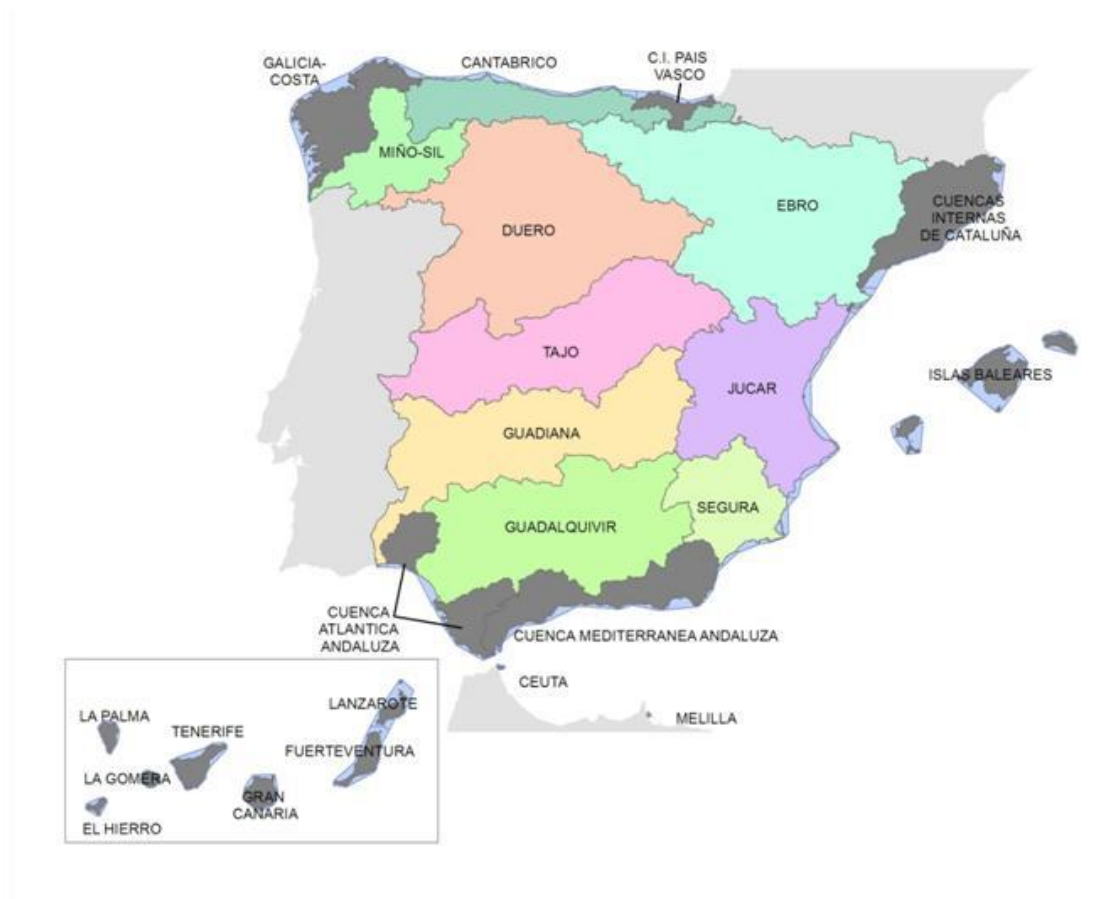 GALICIA-
COSTA
CANTABRICO
C.I. PAIS
VASCO
MIÑO-SIL
DUERO
EBRO
CUENCAS
INTERNAS
DE CATALUÑA
TAJO
JUCAR
ISLAS BALEARES
GUADIANA
SEGURA
GUADALQUIVIR
CUENCA
ATLANTICA
ANDALUZA
CUENCA MEDITERRANEA ANDALUZA
CEUTA
MELILLA
LA PALMA
TENERIFE
LANZAROTE
FUERTEVENTURA
LA GOMERA
GRAN
CANARIA
EL HIERRO